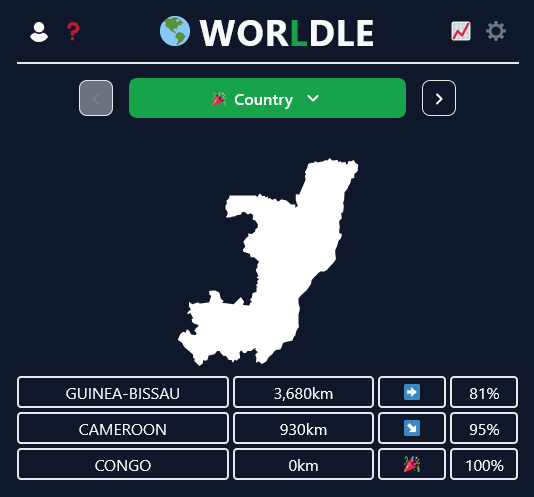 ?
WORLDLE
Country
GUINEA-BISSAU 3,680km 81%
CAMEROON 930km 95%
CONGO 0km 100%